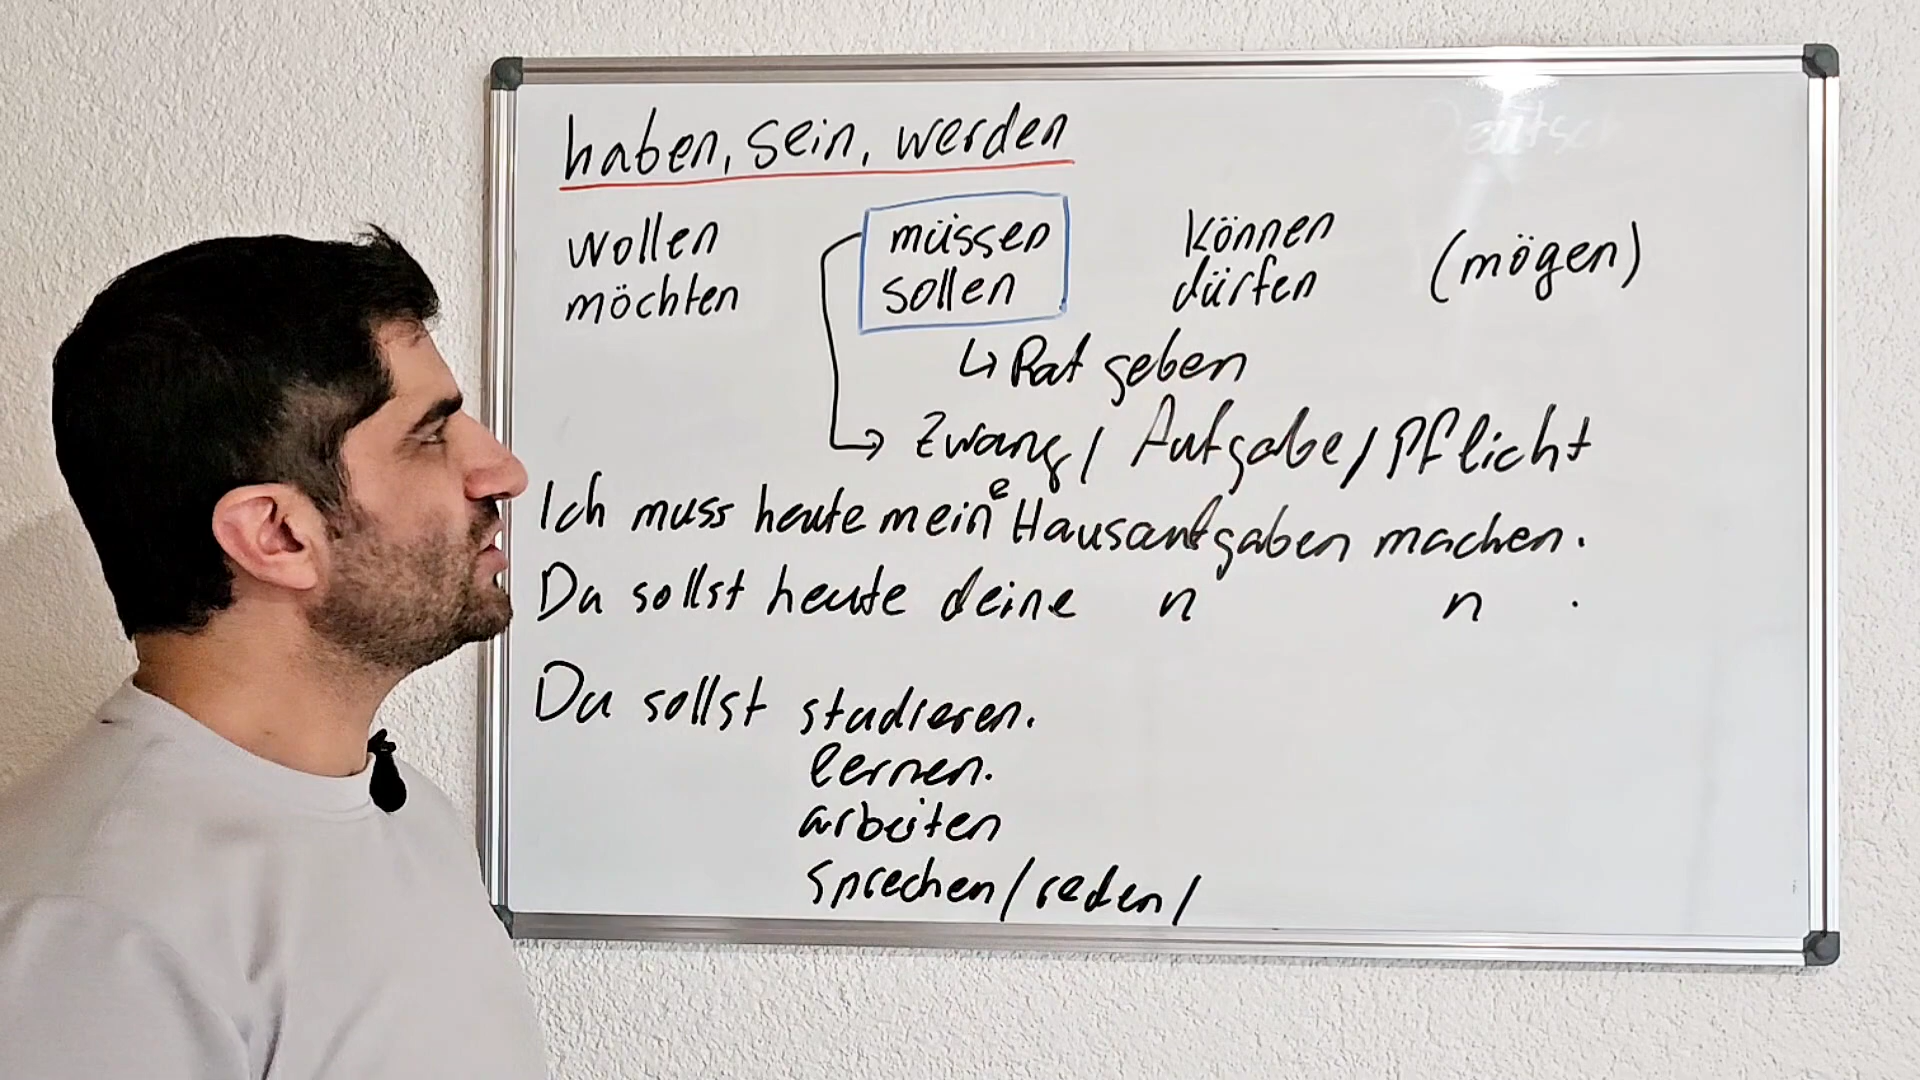 Deutsch
haben, sein, werden
wollen müssen können (mögen)
möchten sollen dürfen
↳ Rat geben
→ Zwang / Aufgabe / Pflicht
Ich muss heute meine Hausaufgaben machen.
Du sollst heute deine n n .
Du sollst studieren.
lernen.
arbeiten
sprechen / reden /